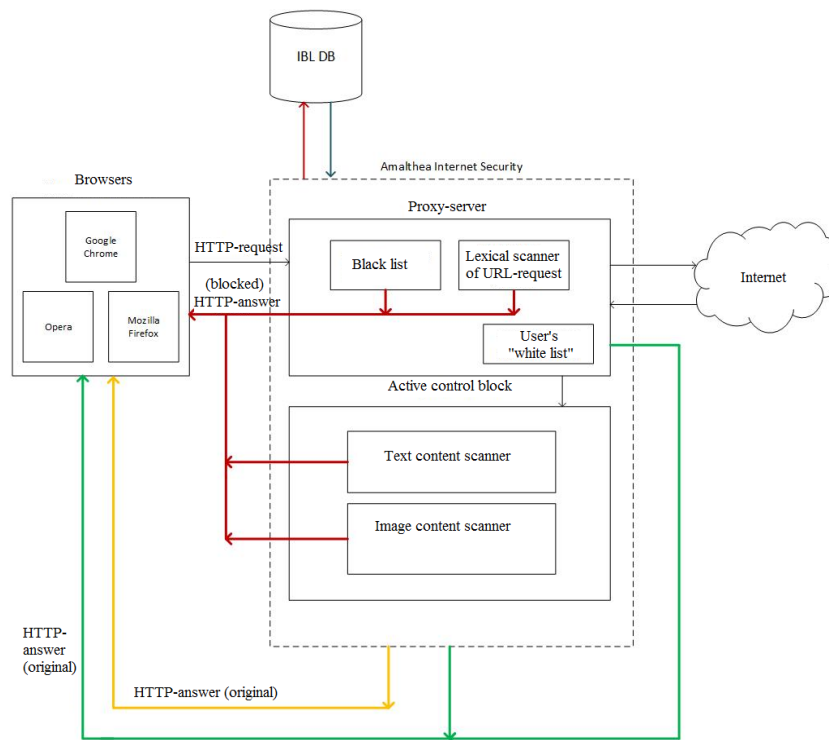 IBL DB
Amalthea Internet Security
Browsers
Proxy-server
Google
Chrome
HTTP-request
Black list
Lexical scanner
of URL-request
Internet
(blocked)
HTTP-answer
Opera
Mozilla
Firefox
User's
"white list"
Active control block
Text content scanner
Image content scanner
HTTP-
answer
(original)
HTTP-answer (original)